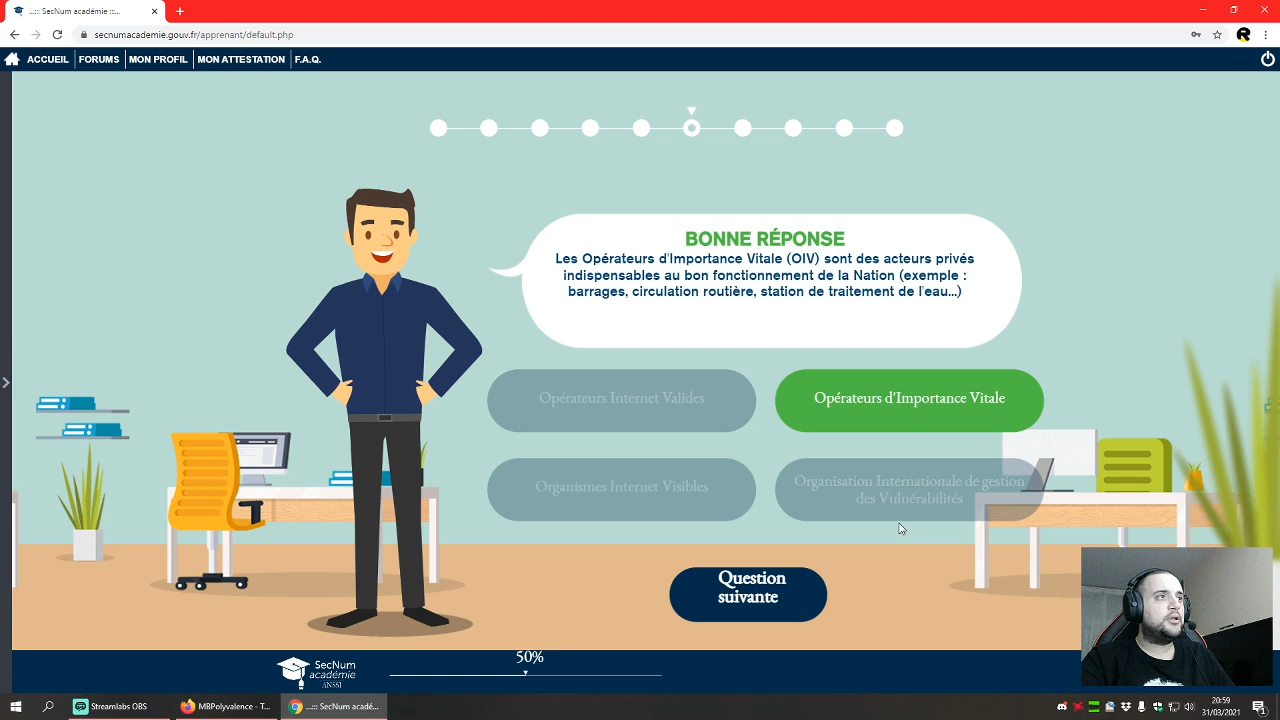 ..:: SecNum académie ::..
secnumacademie.gouv.fr/apprenant/default.php
ACCUEIL FORUMS MON PROFIL MON ATTESTATION F.A.Q.
BONNE RÉPONSE
Les Opérateurs d'Importance Vitale (OIV) sont des acteurs privés
indispensables au bon fonctionnement de la Nation (exemple :
barrages, circulation routière, station de traitement de l'eau...)
Opérateurs Internet Valides
Opérateurs d'Importance Vitale
Organismes Internet Visibles
Organisation Internationale de gestion
des Vulnérabilités
Question
suivante
50%
SecNum
académie
ANSSI
Streamlabs OBS
MBPolyvalence - T...
..:: SecNum acadé...
20:59
31/03/2021